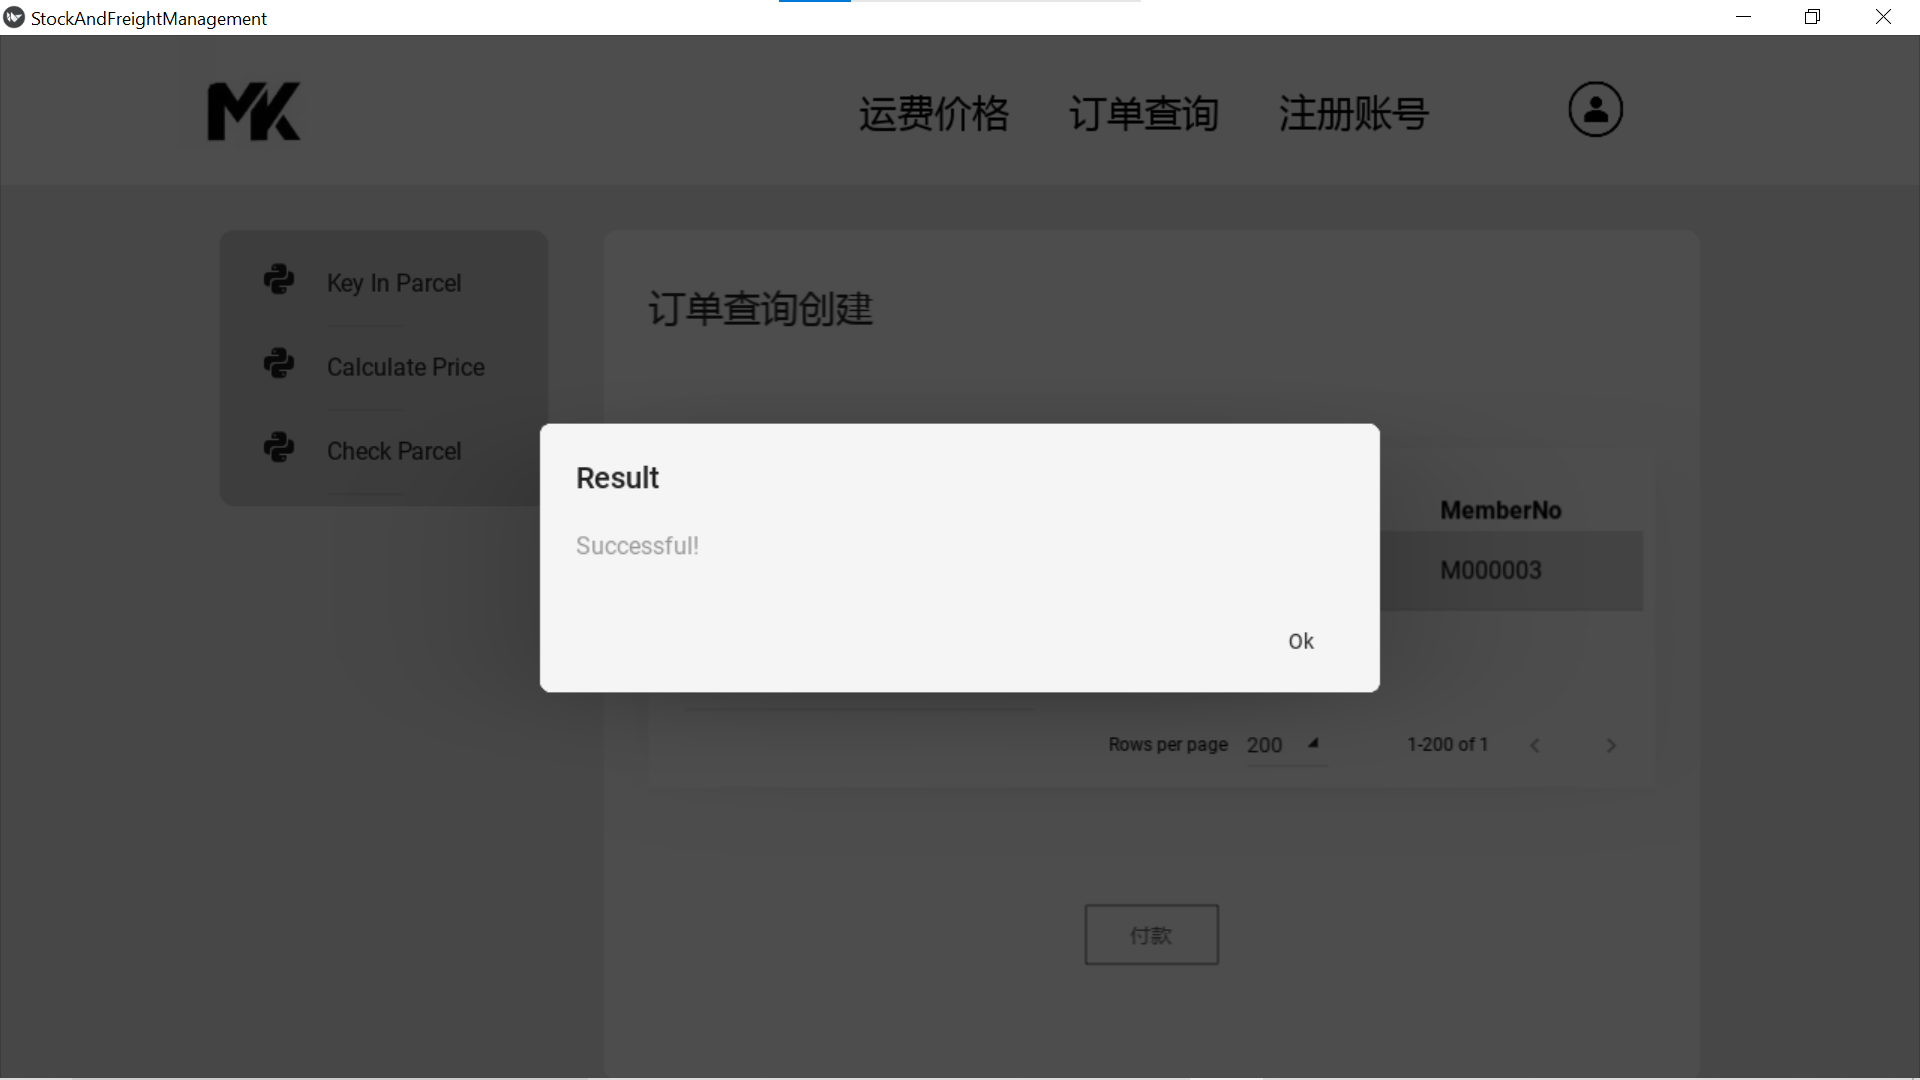 StockAndFreightManagement
MK
运费价格
订单查询
注册账号
Key In Parcel
Calculate Price
Check Parcel
订单查询创建
Result
Successful!
Ok
MemberNo
M000003
Rows per page
200
1-200 of 1
付款